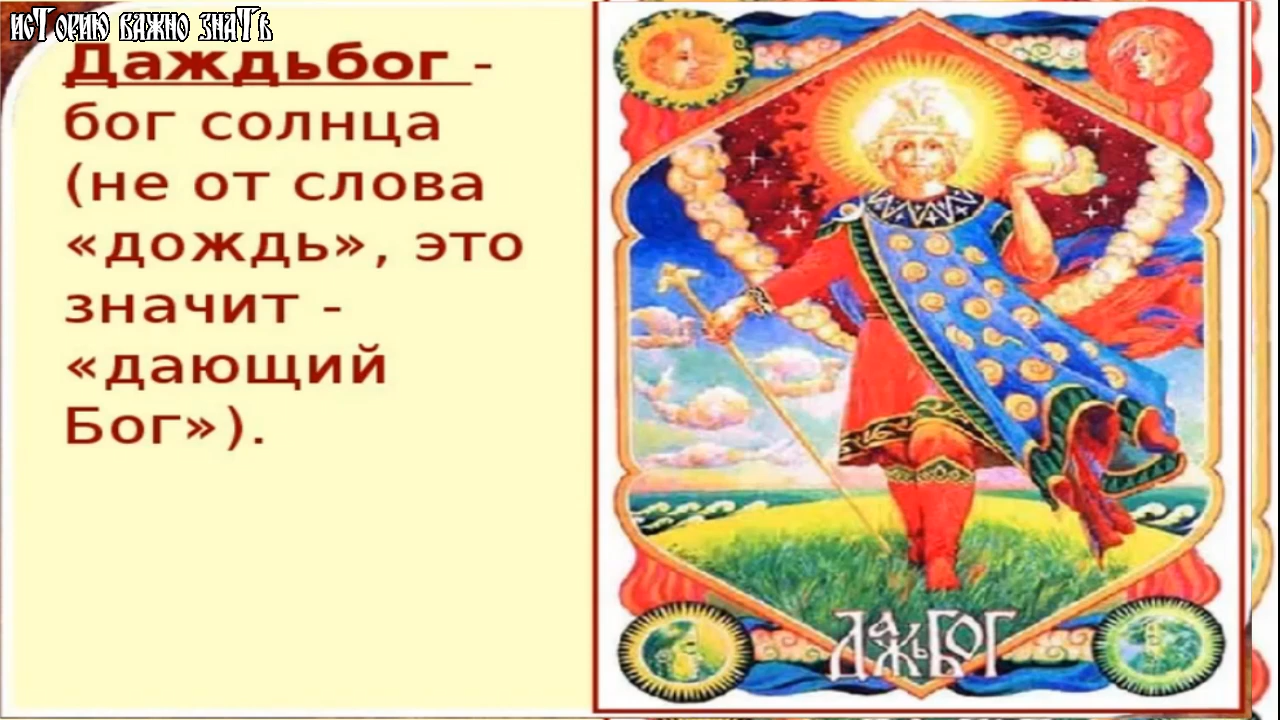 исТорию важно знаТь
Даждьбог -
бог солнца
(не от слова
«дождь», это
значит -
«дающий
Бог»).
ДажьБОГ